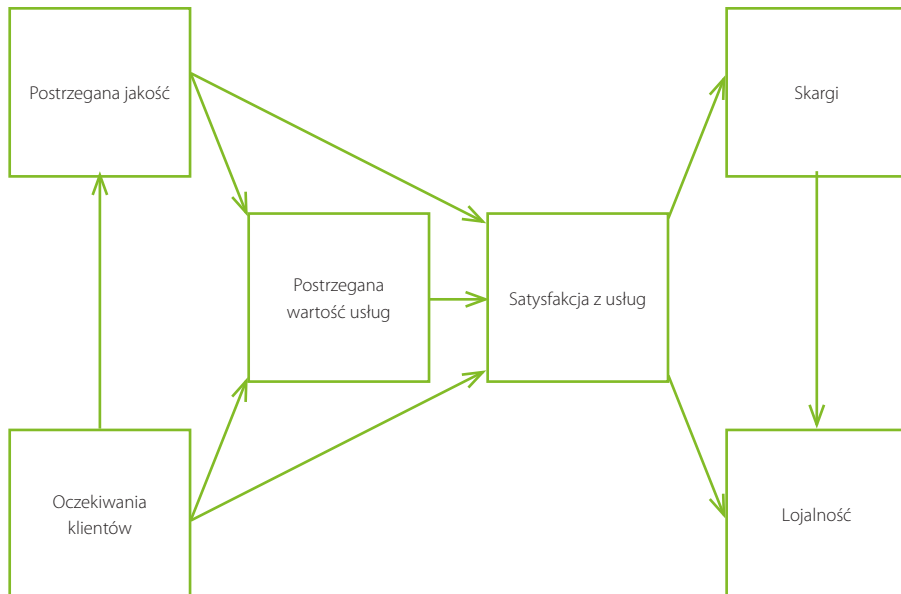 Postrzegana jakość
Skargi
Postrzegana
wartość usług
Satysfakcja z usług
Oczekiwania
klientów
Lojalność